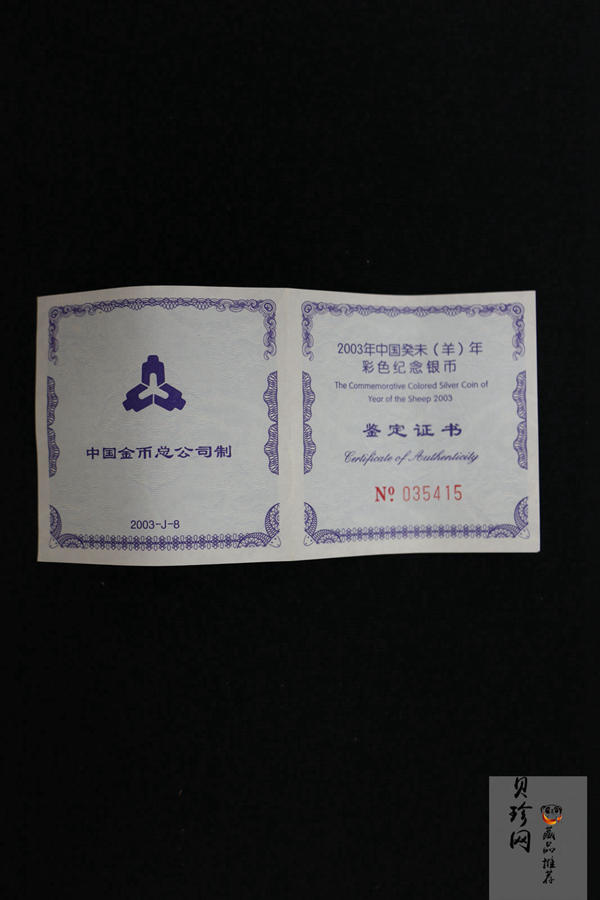 中国金币总公司制
2003-J-8
2003年中国癸未（羊）年
彩色纪念银币
The Commemorative Colored Silver Coin of
Year of the Sheep 2003
鉴定证书
Certificate of Authenticity
Nº 035415
贝珍网
藏品推荐